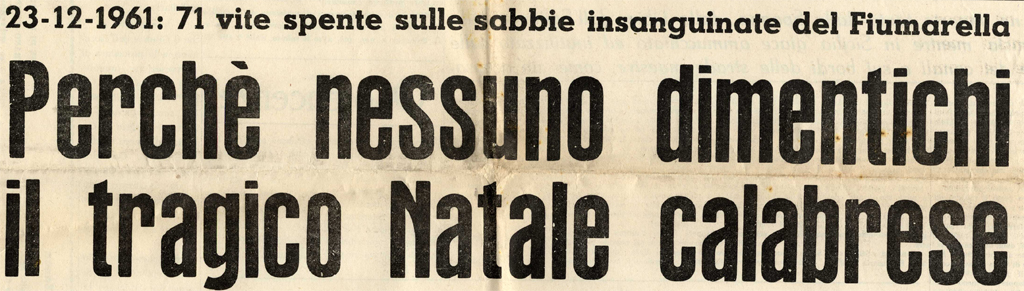 23-12-1961: 71 vite spente sulle sabbie insanguinate del Fiumarella
Perchè nessuno dimentichi
il tragico Natale calabrese